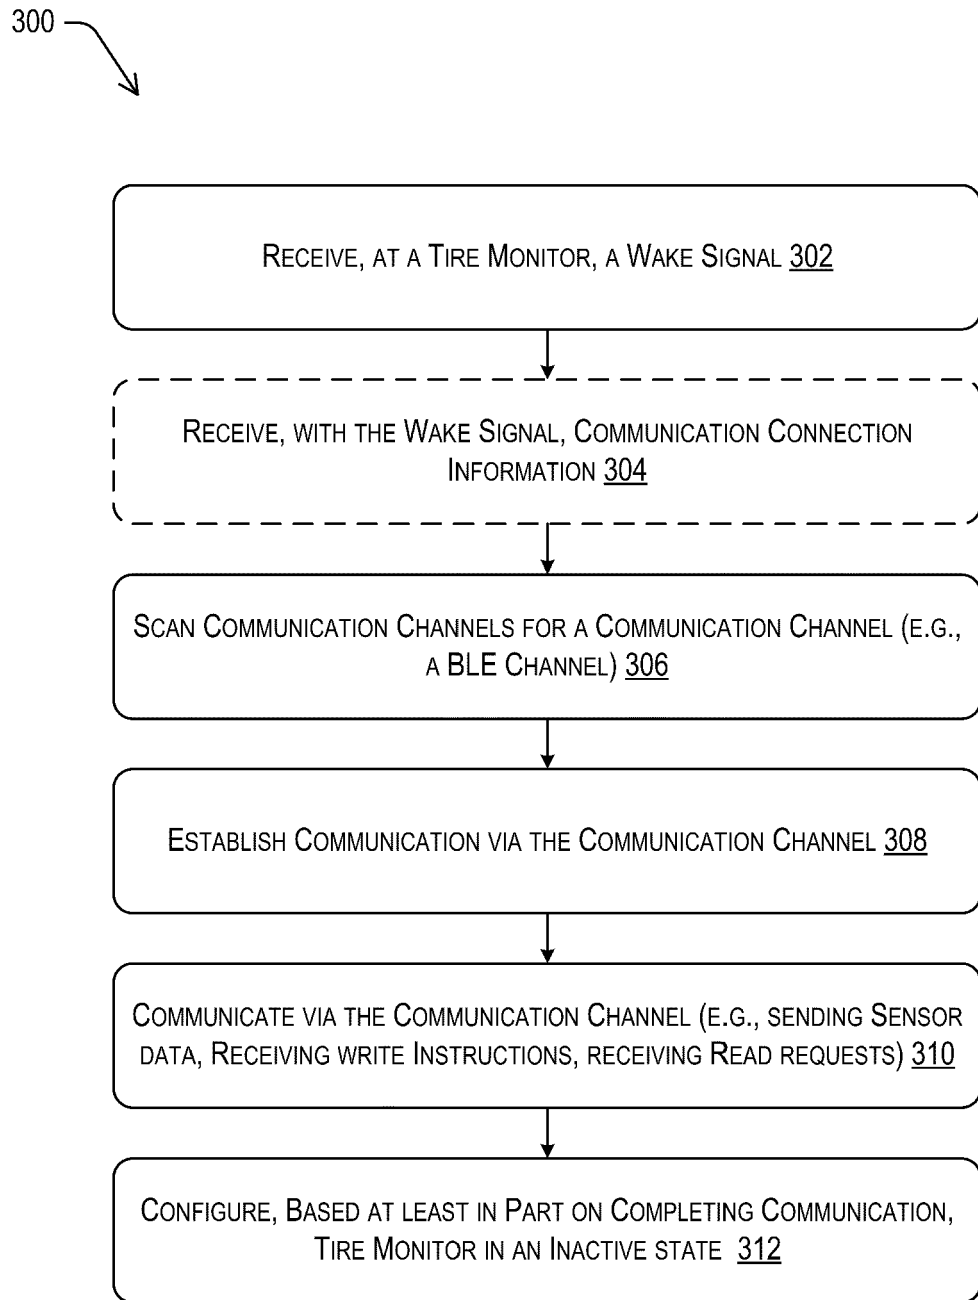 300
RECEIVE, AT A TIRE MONITOR, A WAKE SIGNAL 302
RECEIVE, WITH THE WAKE SIGNAL, COMMUNICATION CONNECTION
INFORMATION 304
SCAN COMMUNICATION CHANNELS FOR A COMMUNICATION CHANNEL (E.G.,
A BLE CHANNEL) 306
ESTABLISH COMMUNICATION VIA THE COMMUNICATION CHANNEL 308
COMMUNICATE VIA THE COMMUNICATION CHANNEL (E.G., SENDING SENSOR
DATA, RECEIVING WRITE INSTRUCTIONS, RECEIVING READ REQUESTS) 310
CONFIGURE, BASED AT LEAST IN PART ON COMPLETING COMMUNICATION,
TIRE MONITOR IN AN INACTIVE STATE 312